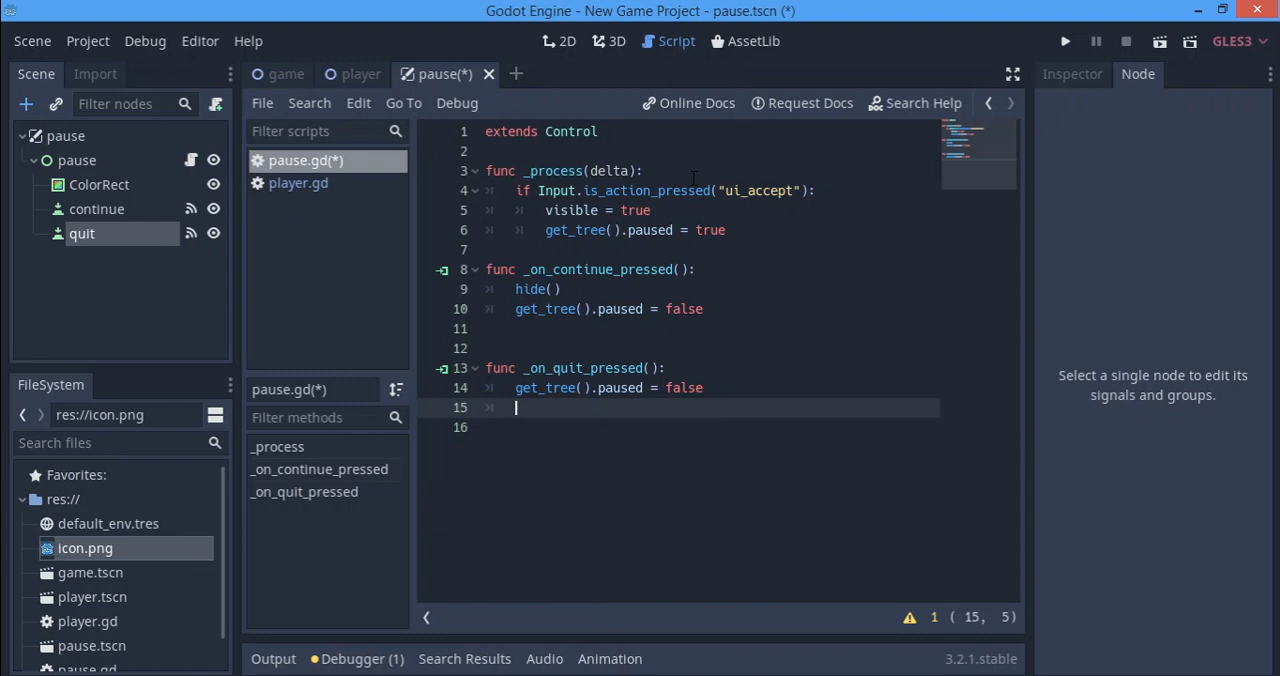 Godot Engine - New Game Project - pause.tscn (*)
Scene Project Debug Editor Help 2D 3D Script AssetLib GLES3
Scene Import game player pause(*) Inspector Node
Filter nodes File Search Edit Go To Debug Online Docs Request Docs Search Help
pause
pause
ColorRect
continue
quit
Filter scripts
pause.gd(*)
player.gd
pause.gd(*)
Filter methods
_process
_on_continue_pressed
_on_quit_pressed
1 extends Control
2
3 func _process(delta):
4 if Input.is_action_pressed("ui_accept"):
5 visible = true
6 get_tree().paused = true
7
8 func _on_continue_pressed():
9 hide()
10 get_tree().paused = false
11
12
13 func _on_quit_pressed():
14 get_tree().paused = false
15
16
1 ( 15, 5)
Select a single node to edit its
signals and groups.
FileSystem
res://icon.png
Search files
Favorites:
res://
default_env.tres
icon.png
game.tscn
player.tscn
player.gd
pause.tscn
pause.gd
Output Debugger (1) Search Results Audio Animation 3.2.1.stable